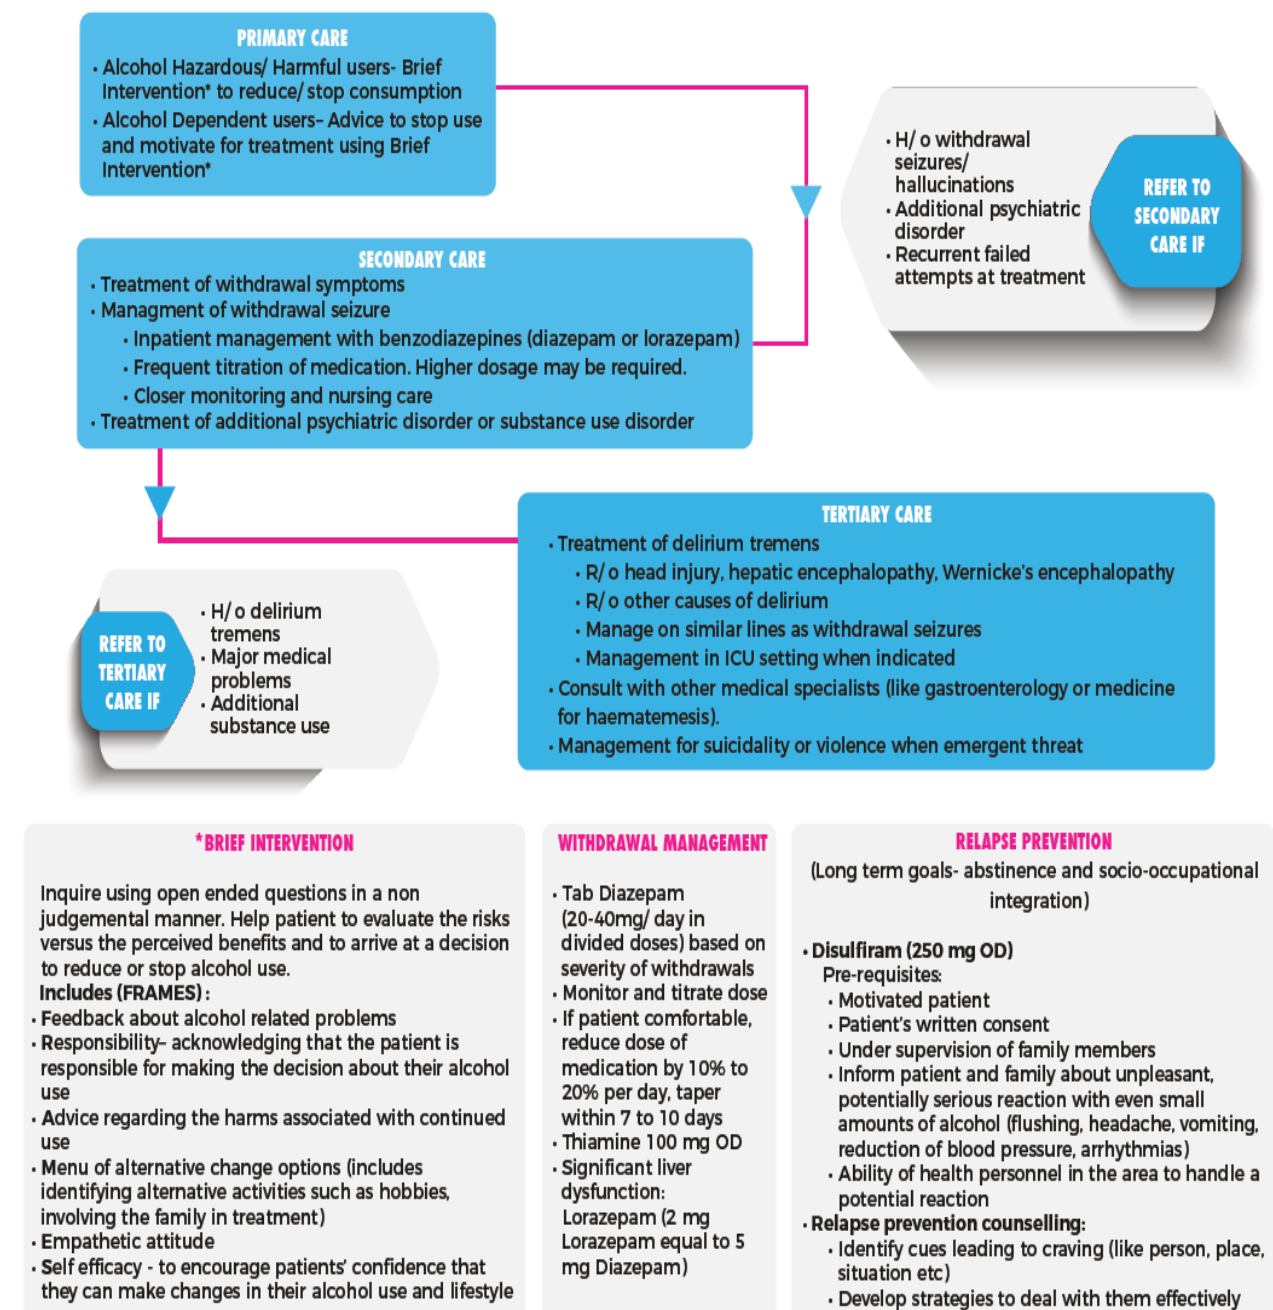 PRIMARY CARE
• Alcohol Hazardous/ Harmful users- Brief
Intervention* to reduce/ stop consumption
• Alcohol Dependent users– Advice to stop use
and motivate for treatment using Brief
Intervention*
• H/ o withdrawal
seizures/
hallucinations
• Additional psychiatric
disorder
• Recurrent failed
attempts at treatment
REFER TO
SECONDARY
CARE IF
SECONDARY CARE
• Treatment of withdrawal symptoms
• Managment of withdrawal seizure
• Inpatient management with benzodiazepines (diazepam or lorazepam)
• Frequent titration of medication. Higher dosage may be required.
• Closer monitoring and nursing care
• Treatment of additional psychiatric disorder or substance use disorder
REFER TO
TERTIARY
CARE IF
• H/ o delirium
tremens
• Major medical
problems
• Additional
substance use
TERTIARY CARE
• Treatment of delirium tremens
• R/ o head injury, hepatic encephalopathy, Wernicke's encephalopathy
• R/ o other causes of delirium
• Manage on similar lines as withdrawal seizures
• Management in ICU setting when indicated
• Consult with other medical specialists (like gastroenterology or medicine
for haematemesis).
• Management for suicidality or violence when emergent threat
*BRIEF INTERVENTION
Inquire using open ended questions in a non
judgemental manner. Help patient to evaluate the risks
versus the perceived benefits and to arrive at a decision
to reduce or stop alcohol use.
Includes (FRAMES) :
• Feedback about alcohol related problems
• Responsibility– acknowledging that the patient is
responsible for making the decision about their alcohol
use
• Advice regarding the harms associated with continued
use
• Menu of alternative change options (includes
identifying alternative activities such as hobbies,
involving the family in treatment)
• Empathetic attitude
• Self efficacy - to encourage patients' confidence that
they can make changes in their alcohol use and lifestyle
WITHDRAWAL MANAGEMENT
• Tab Diazepam
(20-40mg/ day in
divided doses) based on
severity of withdrawals
• Monitor and titrate dose
• If patient comfortable,
reduce dose of
medication by 10% to
20% per day, taper
within 7 to 10 days
• Thiamine 100 mg OD
• Significant liver
dysfunction:
Lorazepam (2 mg
Lorazepam equal to 5
mg Diazepam)
RELAPSE PREVENTION
(Long term goals- abstinence and socio-occupational
integration)
• Disulfiram (250 mg OD)
Pre-requisites:
• Motivated patient
• Patient's written consent
• Under supervision of family members
• Inform patient and family about unpleasant,
potentially serious reaction with even small
amounts of alcohol (flushing, headache, vomiting,
reduction of blood pressure, arrhythmias)
• Ability of health personnel in the area to handle a
potential reaction
• Relapse prevention counselling:
• Identify cues leading to craving (like person, place,
situation etc)
• Develop strategies to deal with them effectively